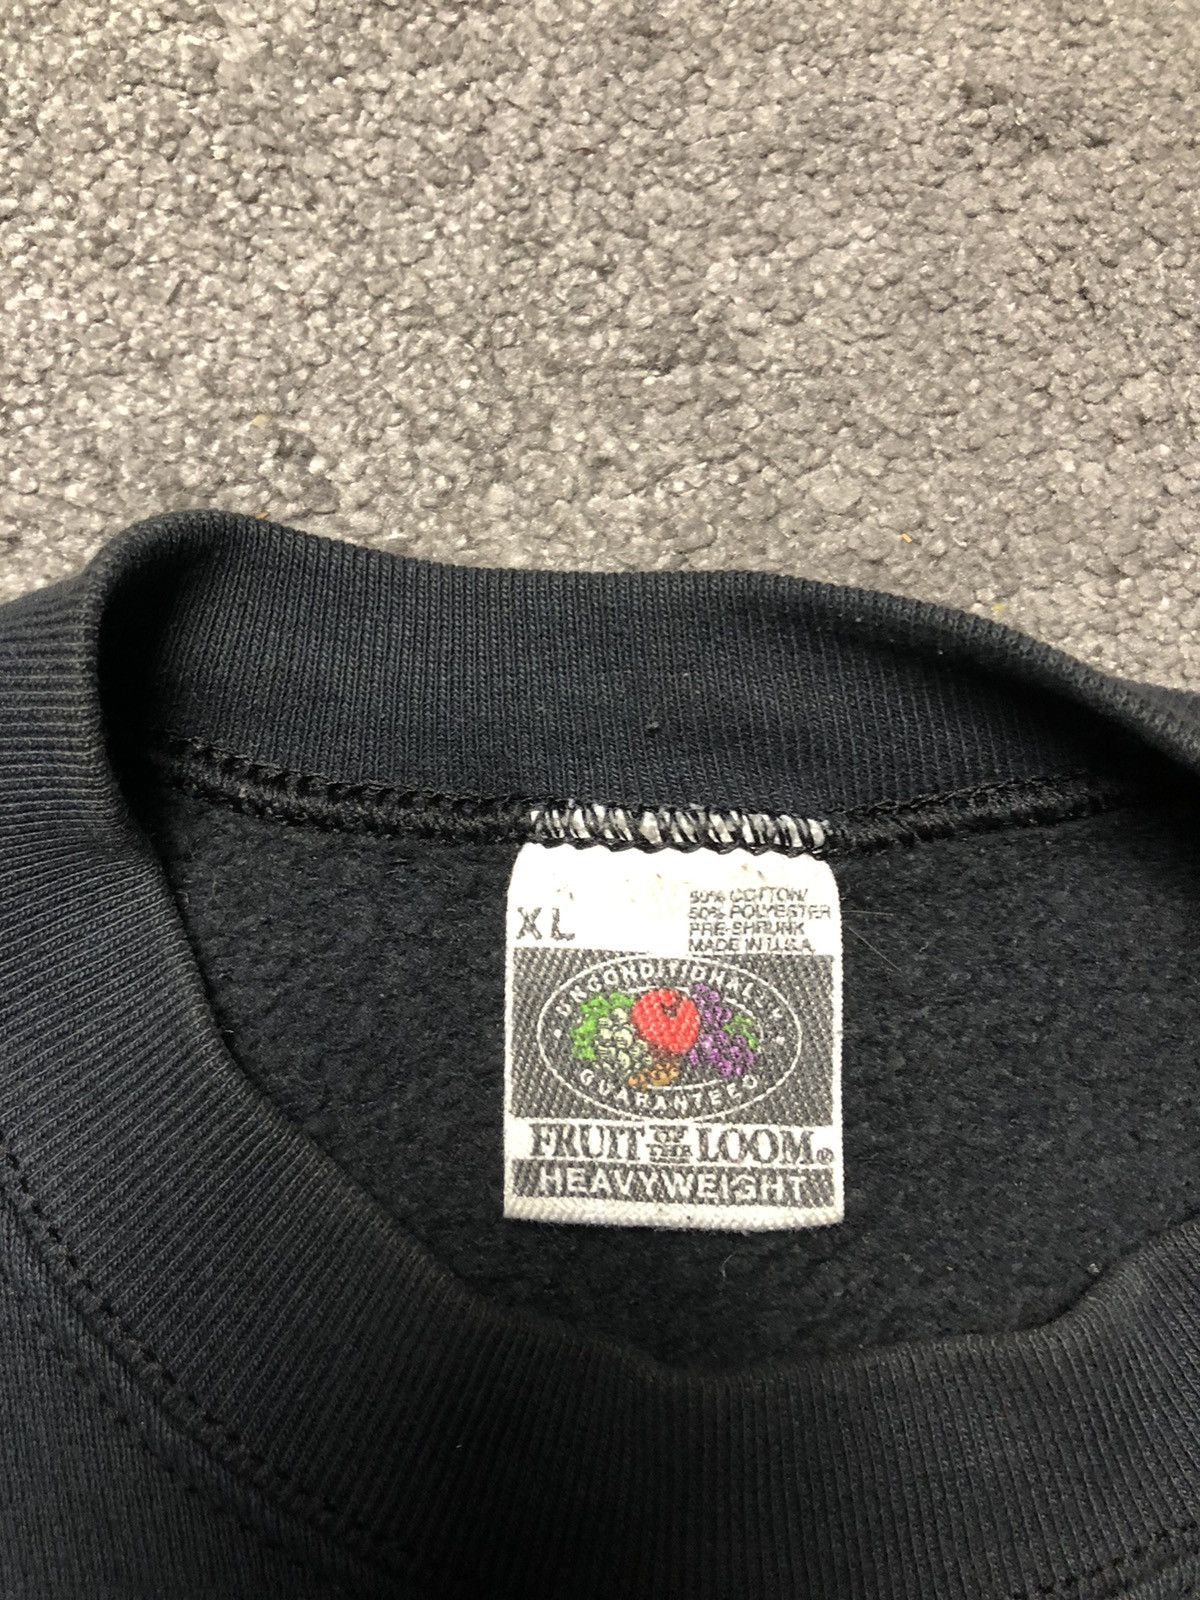 XL
50% COTTON/
50% POLYESTER
PRE-SHRUNK
MADE IN U.S.A.
UNCONDITIONALLY
GUARANTEED
FRUIT OF THE LOOM®
HEAVYWEIGHT